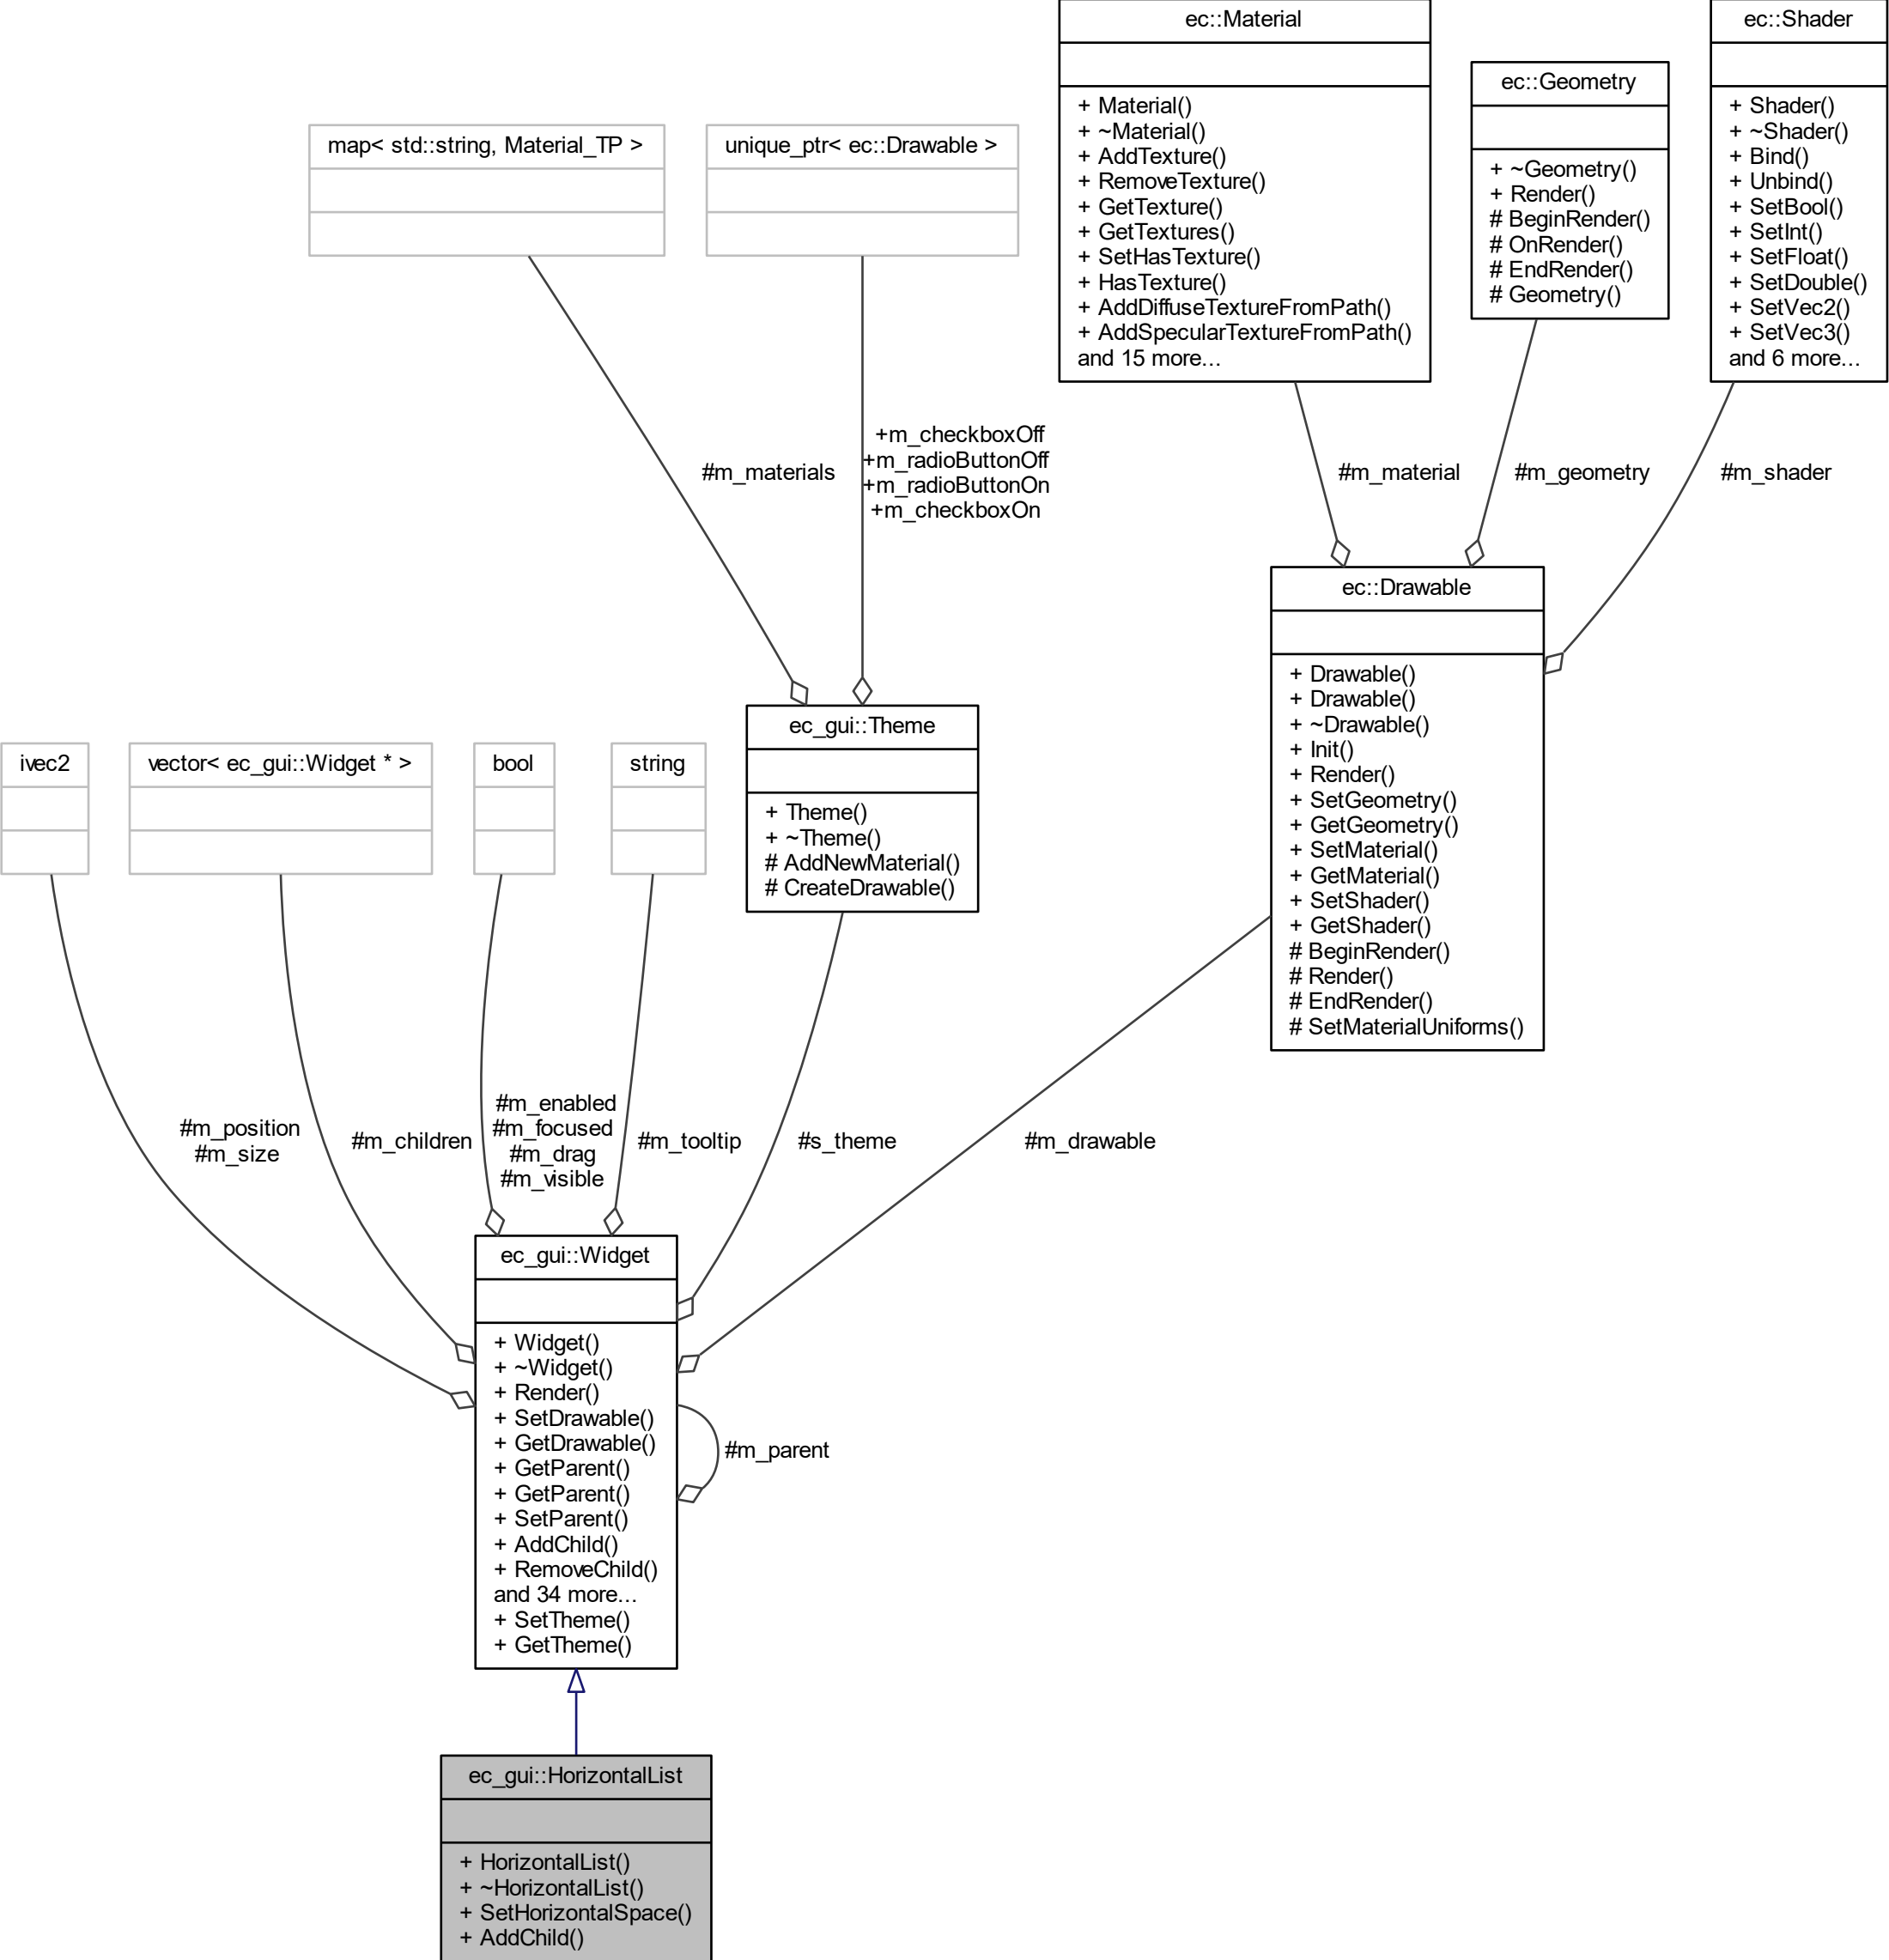 ec::Material
+ Material()
+ ~Material()
+ AddTexture()
+ RemoveTexture()
+ GetTexture()
+ GetTextures()
+ SetHasTexture()
+ HasTexture()
+ AddDiffuseTextureFromPath()
+ AddSpecularTextureFromPath()
and 15 more...
ec::Geometry
+ ~Geometry()
+ Render()
# BeginRender()
# OnRender()
# EndRender()
# Geometry()
ec::Shader
+ Shader()
+ ~Shader()
+ Bind()
+ Unbind()
+ SetBool()
+ SetInt()
+ SetFloat()
+ SetDouble()
+ SetVec2()
+ SetVec3()
and 6 more...
map< std::string, Material_TP >
unique_ptr< ec::Drawable >
#m_materials
+m_checkboxOff
+m_radioButtonOff
+m_radioButtonOn
+m_checkboxOn
#m_material
#m_geometry
#m_shader
ec::Drawable
+ Drawable()
+ Drawable()
+ ~Drawable()
+ Init()
+ Render()
+ SetGeometry()
+ GetGeometry()
+ SetMaterial()
+ GetMaterial()
+ SetShader()
+ GetShader()
# BeginRender()
# Render()
# EndRender()
# SetMaterialUniforms()
ivec2
vector< ec_gui::Widget * >
bool
string
ec_gui::Theme
+ Theme()
+ ~Theme()
# AddNewMaterial()
# CreateDrawable()
#m_position
#m_size
#m_children
#m_enabled
#m_focused
#m_drag
#m_visible
#m_tooltip
#s_theme
#m_drawable
ec_gui::Widget
+ Widget()
+ ~Widget()
+ Render()
+ SetDrawable()
+ GetDrawable()
+ GetParent()
+ GetParent()
+ SetParent()
+ AddChild()
+ RemoveChild()
and 34 more...
+ SetTheme()
+ GetTheme()
#m_parent
ec_gui::HorizontalList
+ HorizontalList()
+ ~HorizontalList()
+ SetHorizontalSpace()
+ AddChild()